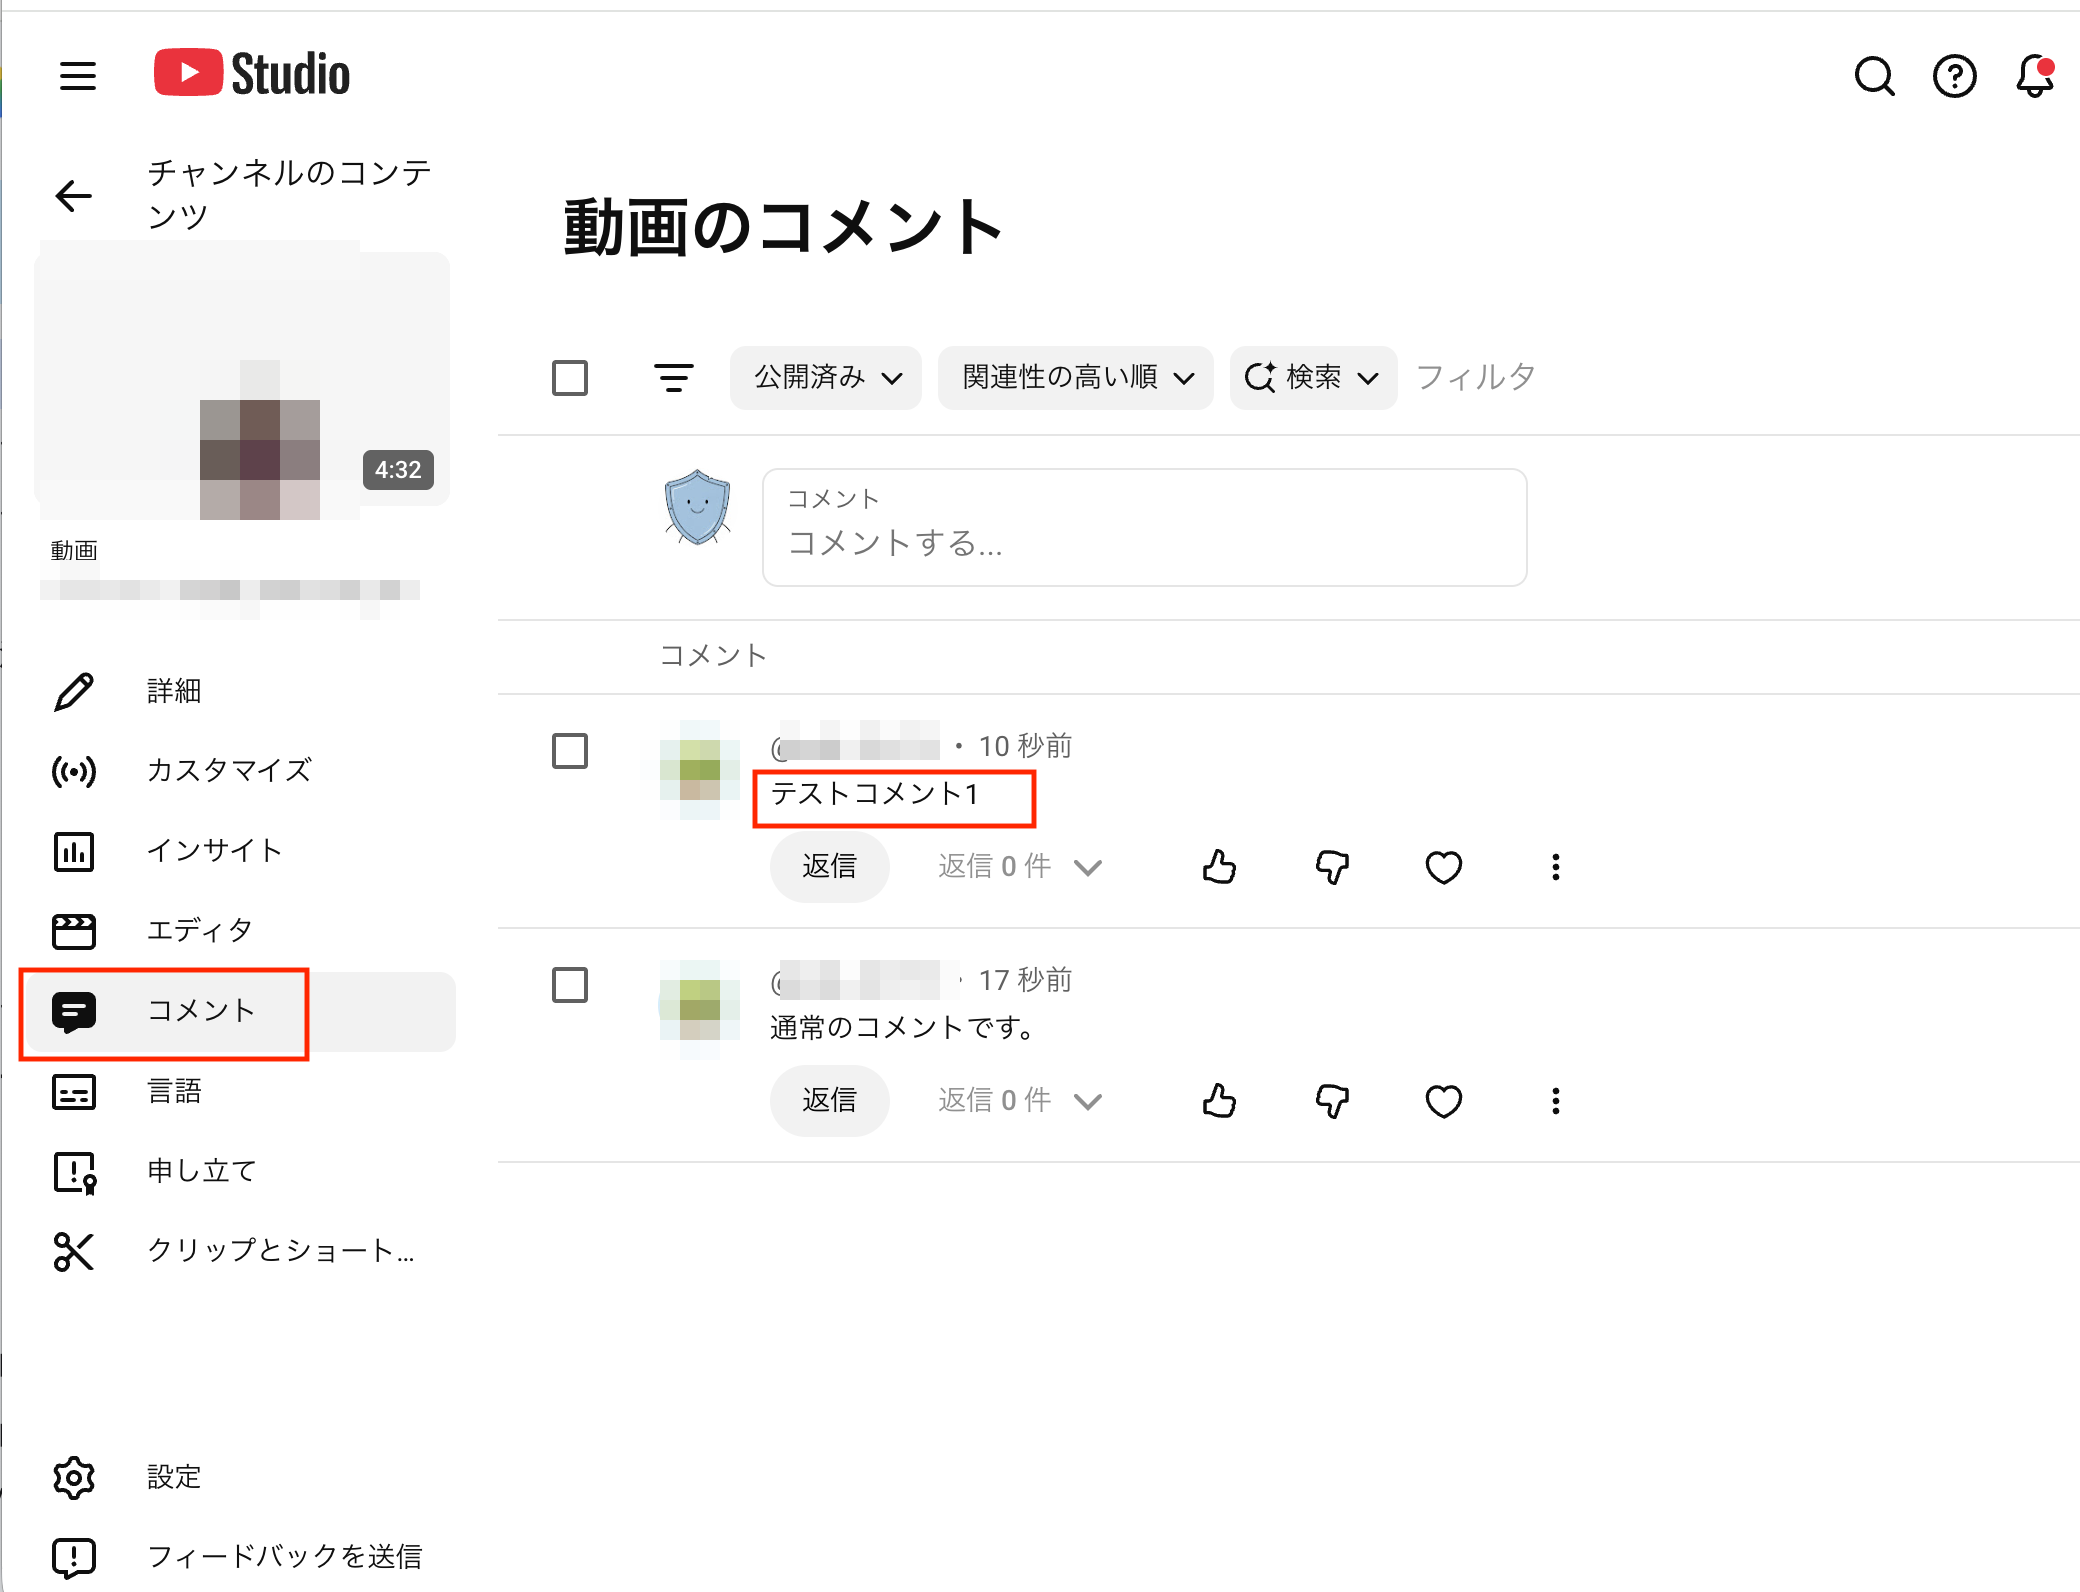 Studio
チャンネルのコンテ
ンツ
4:32
動画
詳細
カスタマイズ
インサイト
エディタ
コメント
言語
申し立て
クリップとショート...
設定
フィードバックを送信
動画のコメント
公開済み
関連性の高い順
検索
フィルタ
コメント
コメントする...
コメント
@ • 10 秒前
テストコメント1
返信
返信 0 件
@ • 17 秒前
通常のコメントです。
返信
返信 0 件